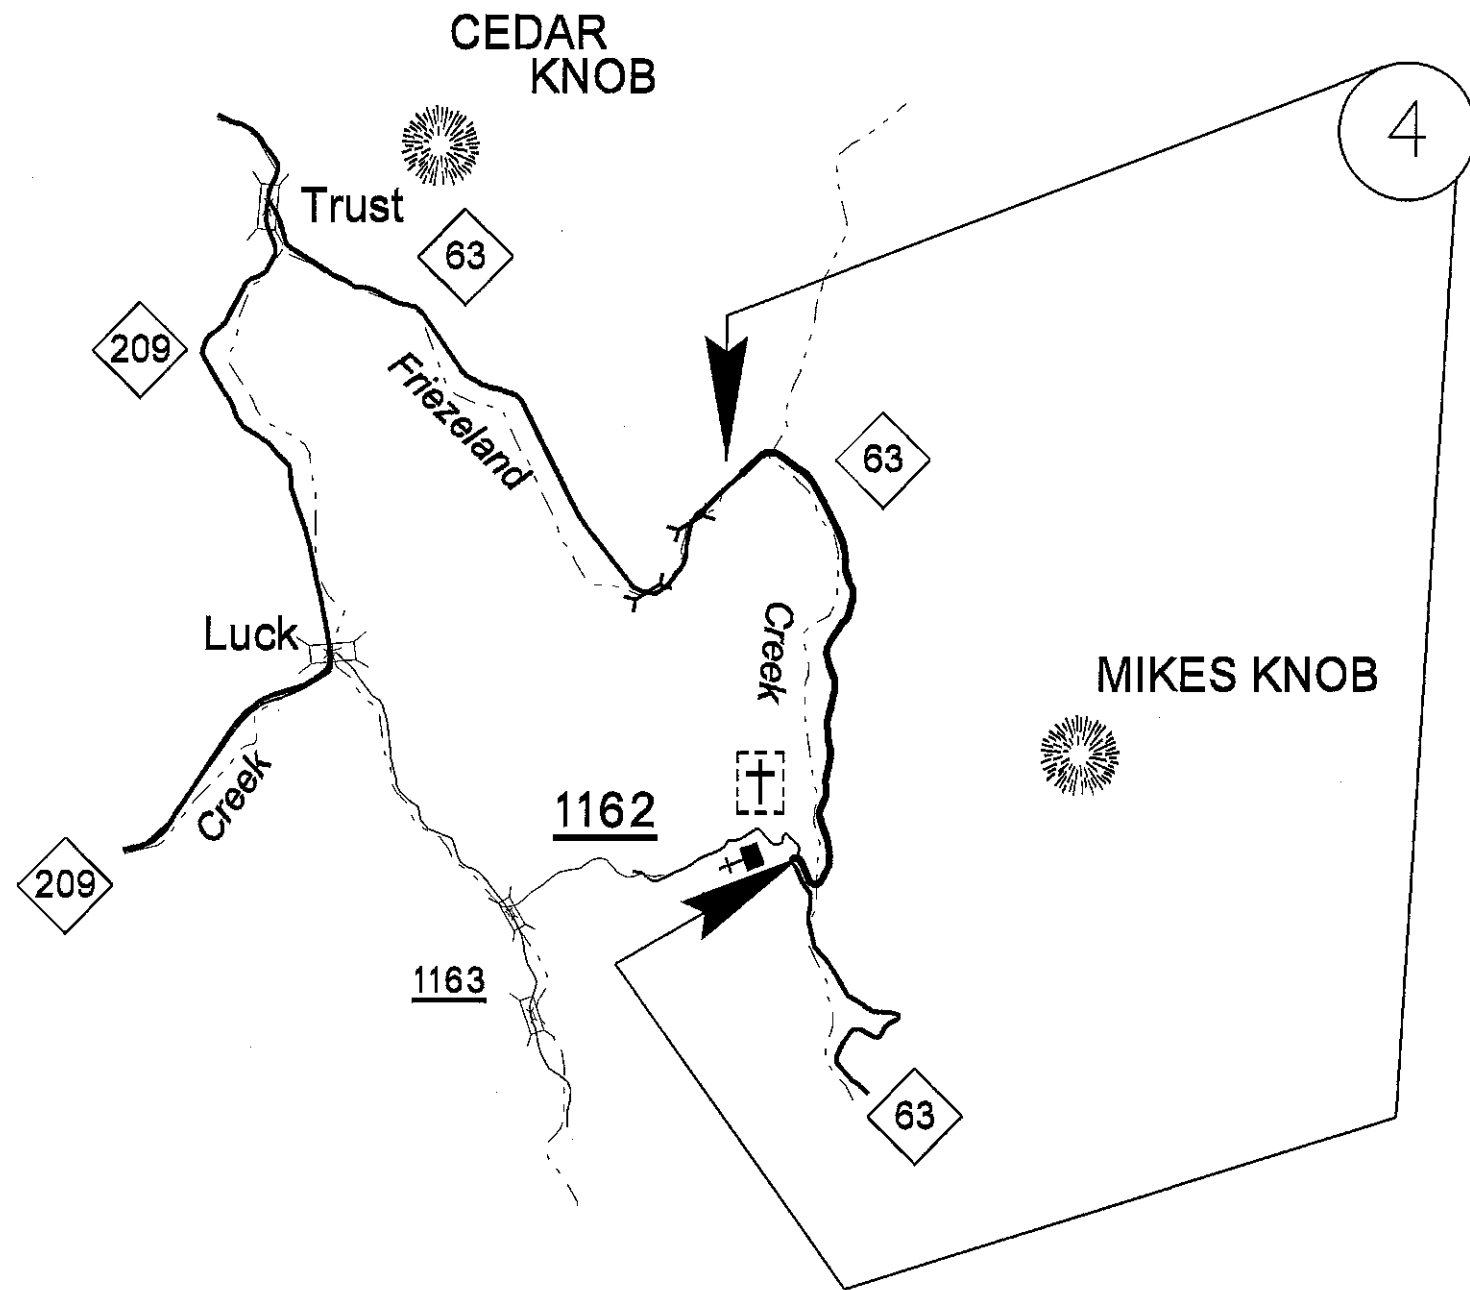 CEDAR
KNOB
4
Trust
63
209
Friezeland
63
Creek
Luck
MIKES KNOB
Creek
1162
209
1163
63